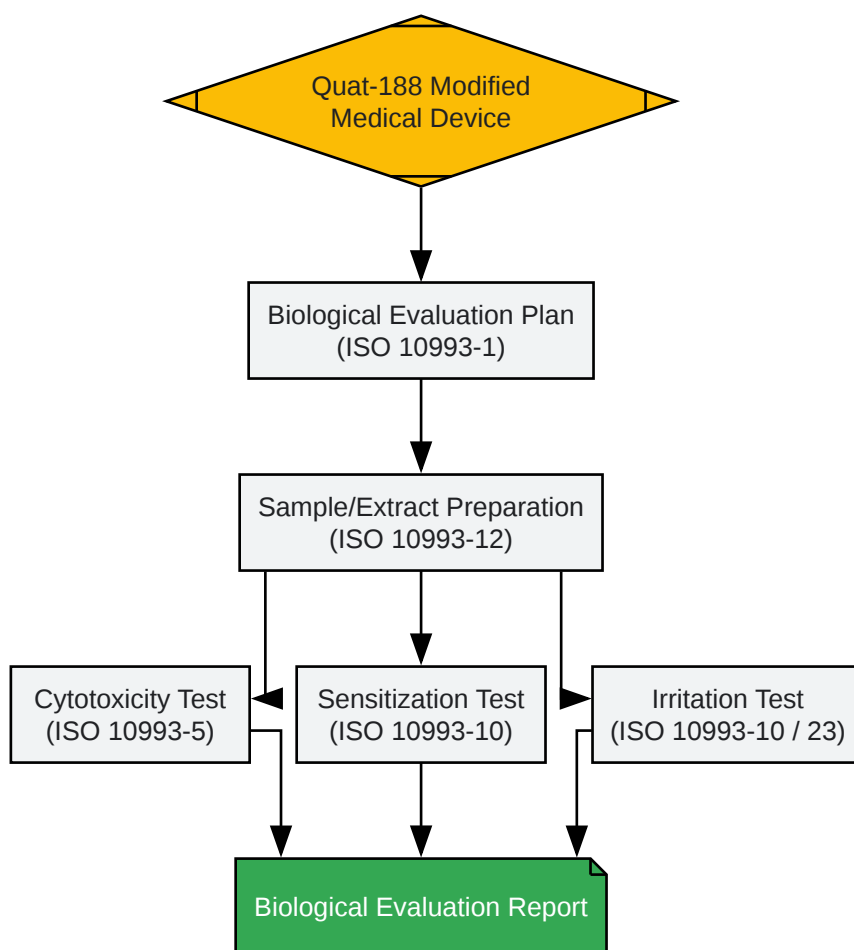 Quat-188 Modified
Medical Device
Biological Evaluation Plan
(ISO 10993-1)
Sample/Extract Preparation
(ISO 10993-12)
Cytotoxicity Test
(ISO 10993-5)
Sensitization Test
(ISO 10993-10)
Irritation Test
(ISO 10993-10 / 23)
Biological Evaluation Report